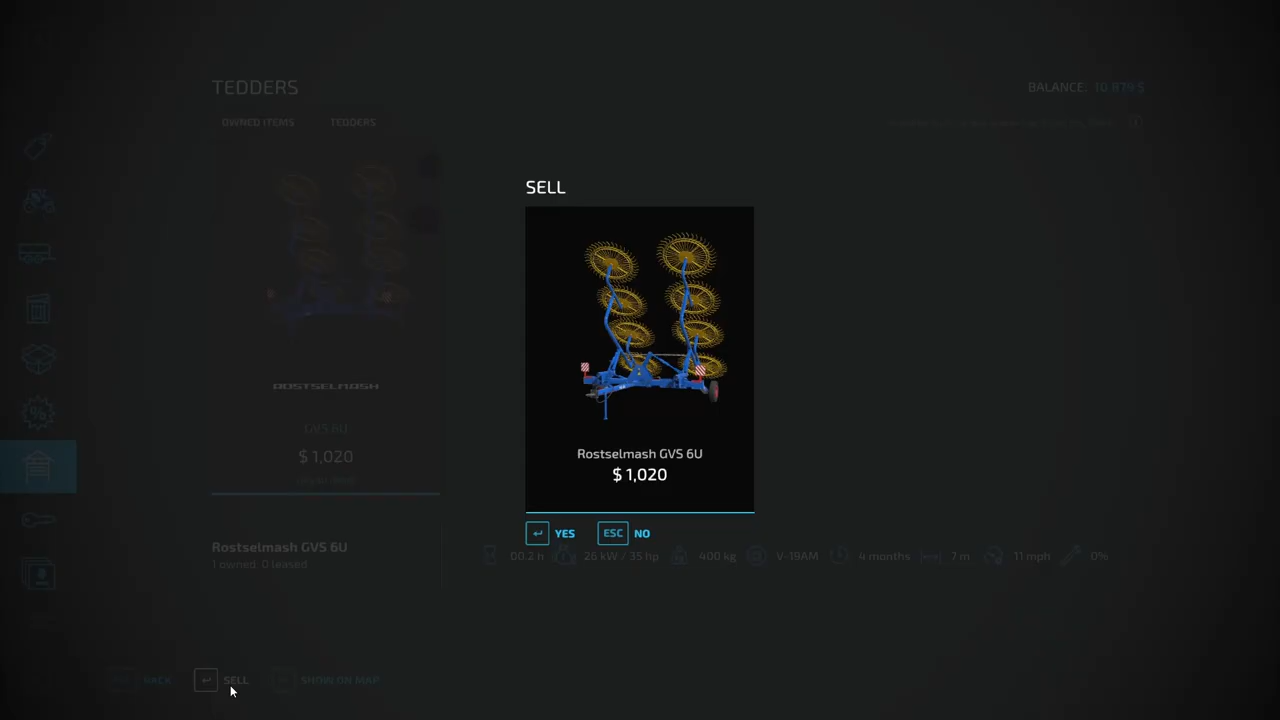 TEDDERS
BALANCE: 10 879 $
OWNED ITEMS TEDDERS
SELL
ROSTSELMASH
GVS 6U
$ 1,020
Rostselmash GVS 6U
$ 1,020
YES ESC NO
Rostselmash GVS 6U
1 owned, 0 leased
00.2 h 26 kW / 35 hp 400 kg V-19AM 4 months 7 m 11 mph 0%
BACK SELL SHOW ON MAP